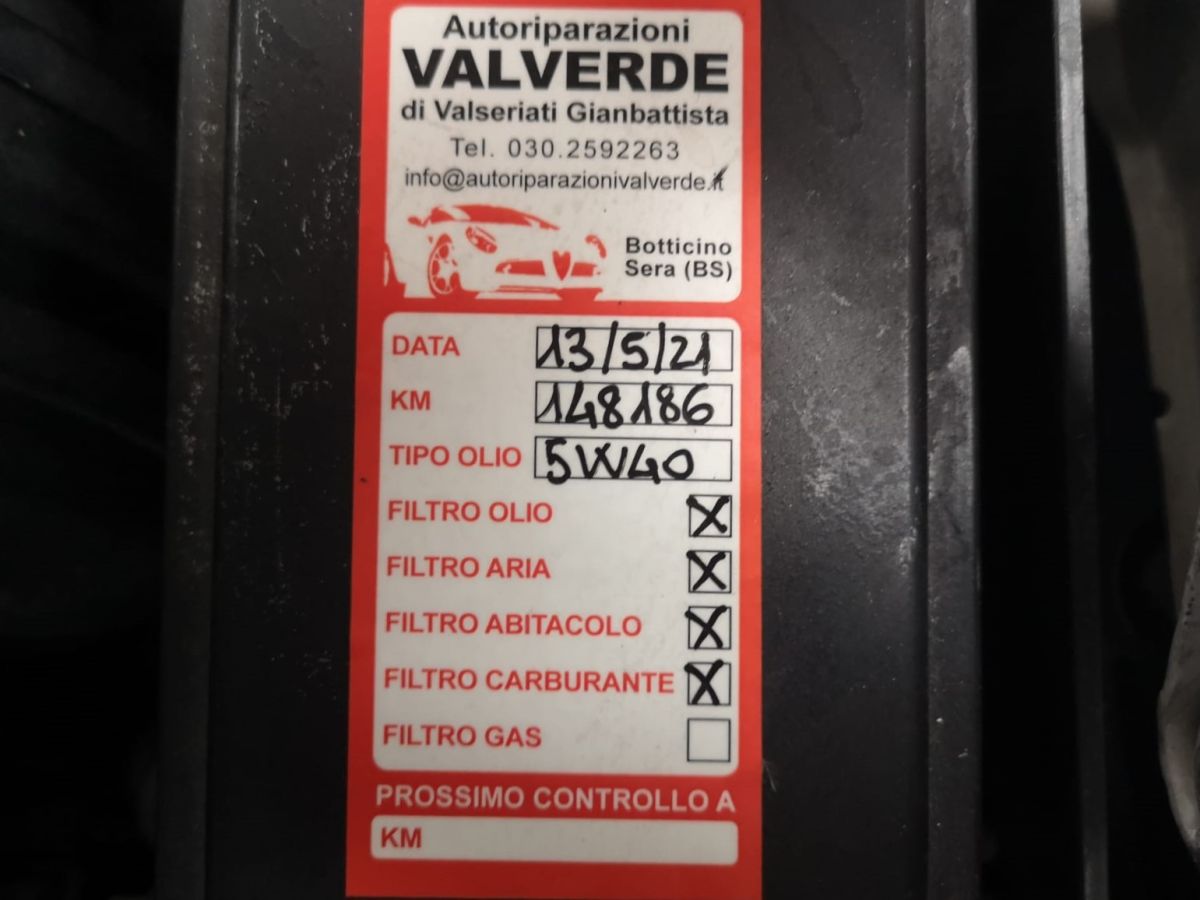 Autoriparazioni
VALVERDE
di Valseriati Gianbattista
Tel. 030.2592263
info@autoriparazionivalverde.it
Botticino
Sera (BS)
DATA 13/5/21
KM 148186
TIPO OLIO 5W40
FILTRO OLIO X
FILTRO ARIA X
FILTRO ABITACOLO X
FILTRO CARBURANTE X
FILTRO GAS
PROSSIMO CONTROLLO A
KM